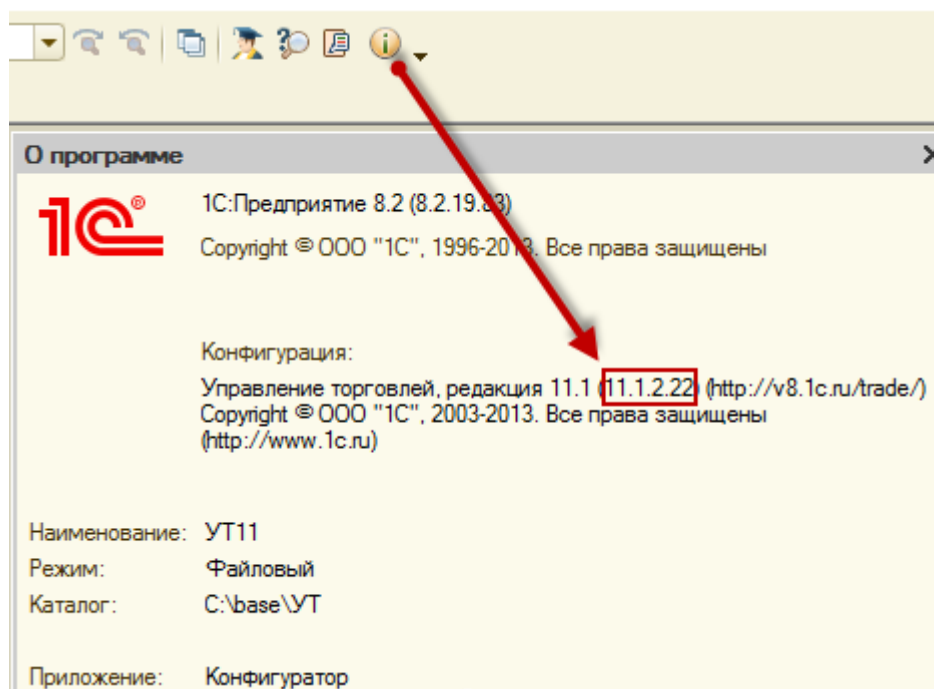 О программе
1С® 1С:Предприятие 8.2 (8.2.19.83)
Copyright © ООО "1С", 1996-2013. Все права защищены
Конфигурация:
Управление торговлей, редакция 11.1 (11.1.2.22) (http://v8.1c.ru/trade/)
Copyright © ООО "1С", 2003-2013. Все права защищены
(http://www.1c.ru)
Наименование: УТ11
Режим: Файловый
Каталог: C:\base\УТ
Приложение: Конфигуратор